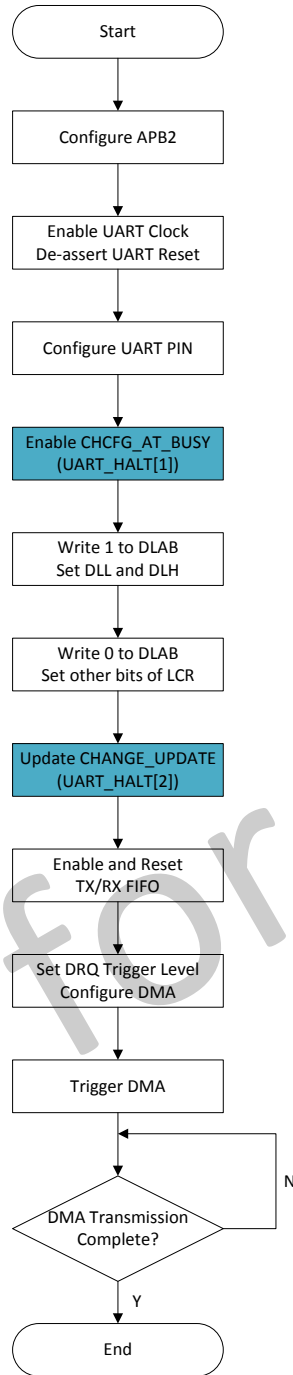 Start
Configure APB2
Enable UART Clock
De-assert UART Reset
Configure UART PIN
Enable CHCFG_AT_BUSY
(UART_HALT[1])
Write 1 to DLAB
Set DLL and DLH
Write 0 to DLAB
Set other bits of LCR
Update CHANGE_UPDATE
(UART_HALT[2])
Enable and Reset
TX/RX FIFO
for
Set DRQ Trigger Level
Configure DMA
Trigger DMA
N
DMA Transmission
Complete?
Y
End